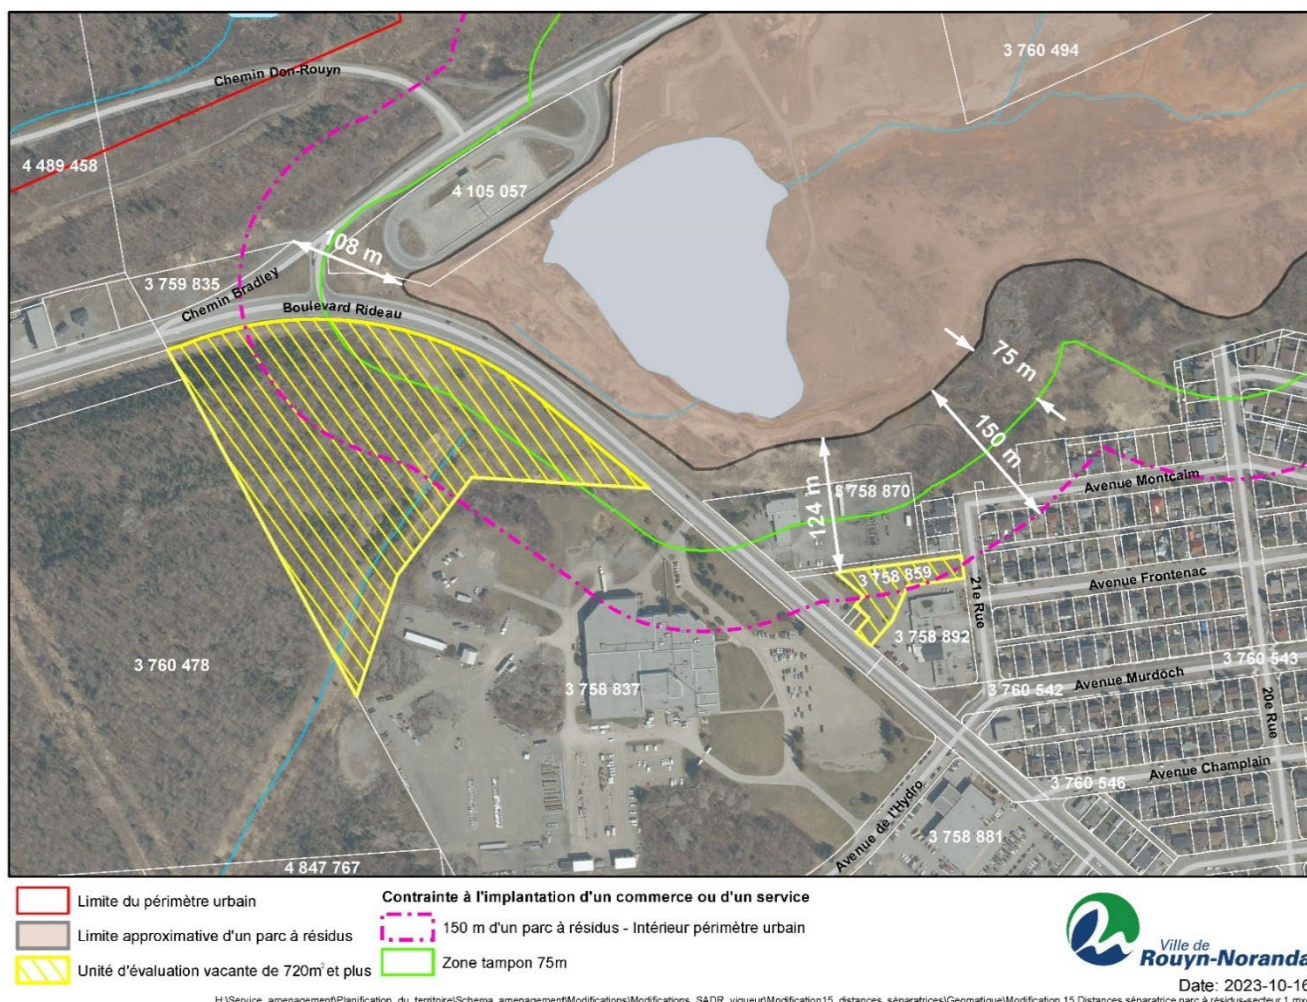 3 760 494
Chemin Don-Rouyn
4 489 458
4 105 057
108 m
3 759 835
Chemin Bradley
Boulevard Rideau
75 m
150 m
124 m
3 758 870
Avenue Montcalm
3 758 859
21e Rue
Avenue Frontenac
3 758 892
3 760 478
3 758 837
3 760 543
Avenue Murdoch
3 760 542
20e Rue
Avenue Champlain
3 760 546
Avenue de l'Hydro
3 758 881
4 847 767
Limite du périmètre urbain
Limite approximative d'un parc à résidus
Unité d'évaluation vacante de 720m² et plus
Contrainte à l'implantation d'un commerce ou d'un service
150 m d'un parc à résidus - Intérieur périmètre urbain
Zone tampon 75m
Ville de
Rouyn-Noranda
Date: 2023-10-16